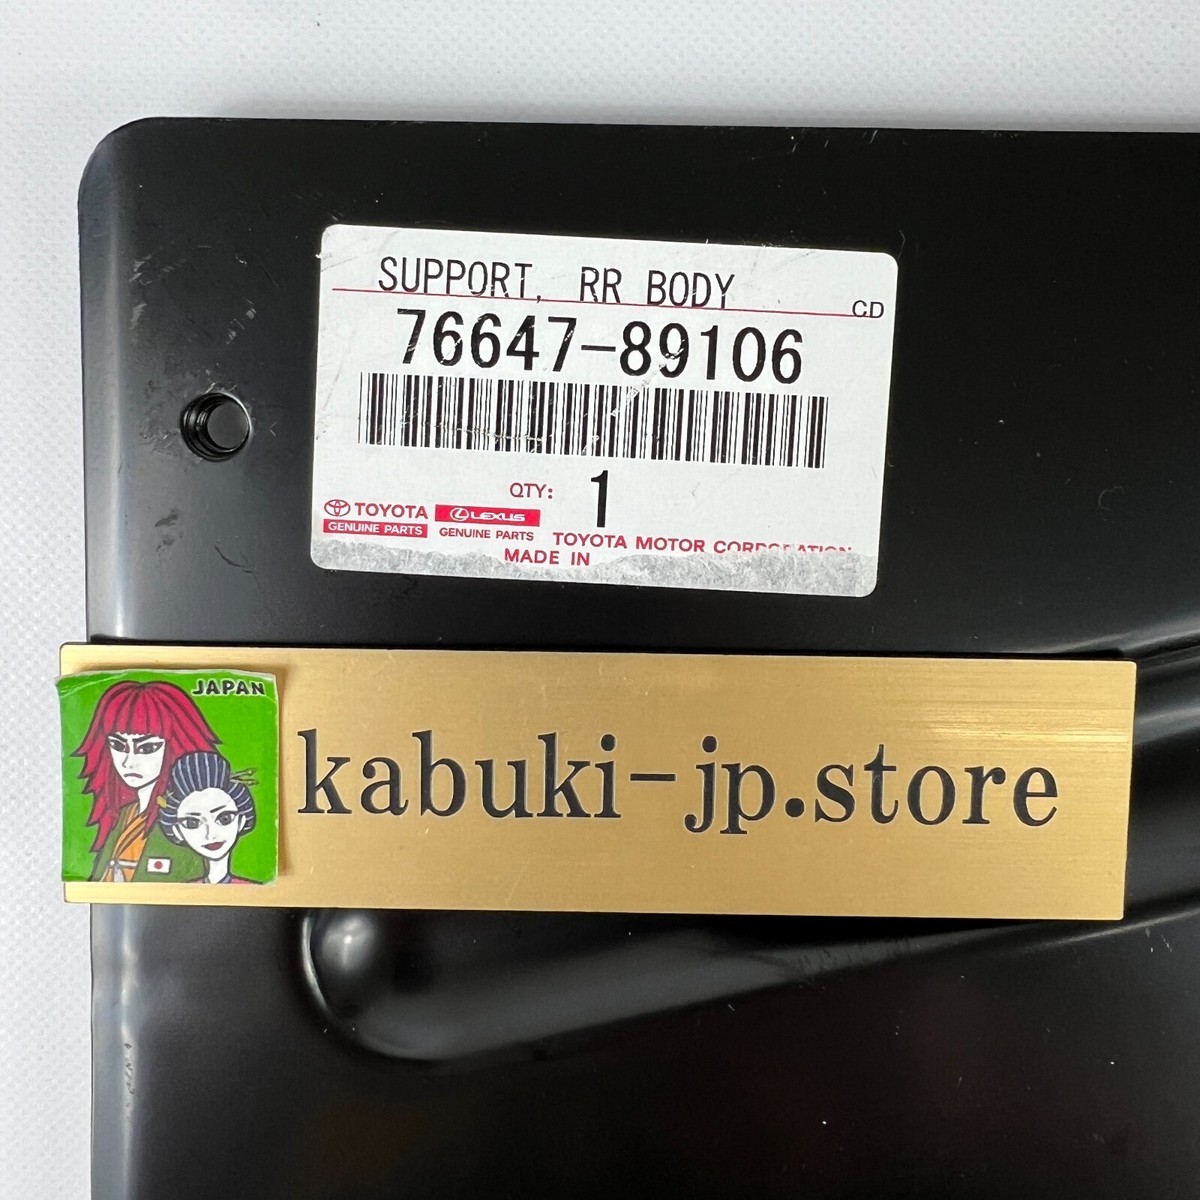 SUPPORT, RR BODY
CD
76647-89106
QTY: 1
TOYOTA
GENUINE PARTS
LEXUS
GENUINE PARTS
TOYOTA MOTOR CORPORATION
MADE IN
JAPAN
kabuki-jp.store